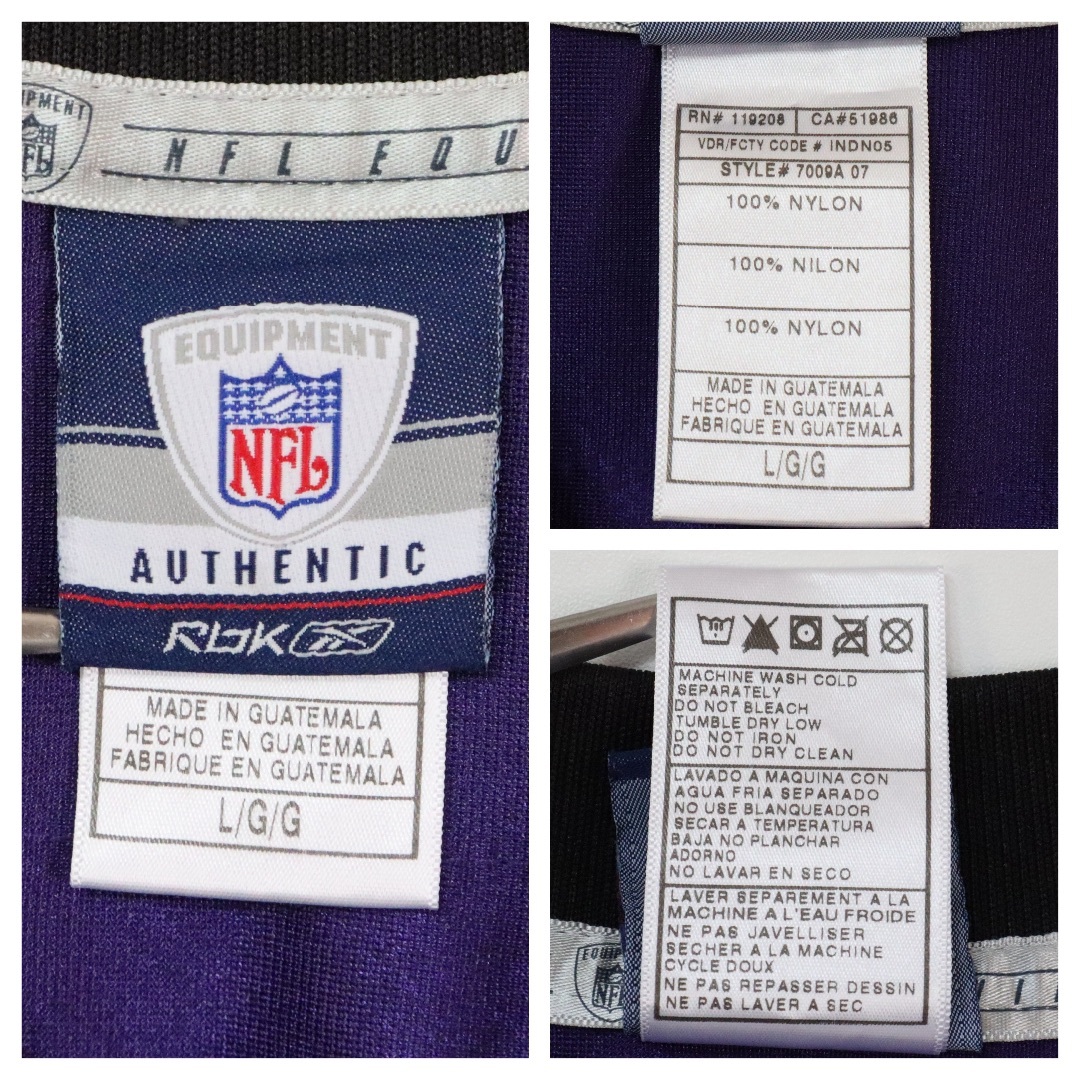 EQUIPMENT
NFL
NFL EQU
EQUIPMENT
NFL
AUTHENTIC
RbK
MADE IN GUATEMALA
HECHO EN GUATEMALA
FABRIQUE EN GUATEMALA
L/G/G
RN# 119208 CA#51986
VDR/FCTY CODE # INDN05
STYLE# 7009A 07
100% NYLON
100% NILON
100% NYLON
MADE IN GUATEMALA
HECHO EN GUATEMALA
FABRIQUE EN GUATEMALA
L/G/G
MACHINE WASH COLD
SEPARATELY
DO NOT BLEACH
TUMBLE DRY LOW
DO NOT IRON
DO NOT DRY CLEAN
LAVADO A MAQUINA CON
AGUA FRIA SEPARADO
NO USE BLANQUEADOR
SECAR A TEMPERATURA
BAJA NO PLANCHAR
ADORNO
NO LAVAR EN SECO
LAVER SEPAREMENT A LA
MACHINE A L'EAU FROIDE
NE PAS JAVELLISER
SECHER A LA MACHINE
CYCLE DOUX
NE PAS REPASSER DESSIN
NE PAS LAVER A SEC